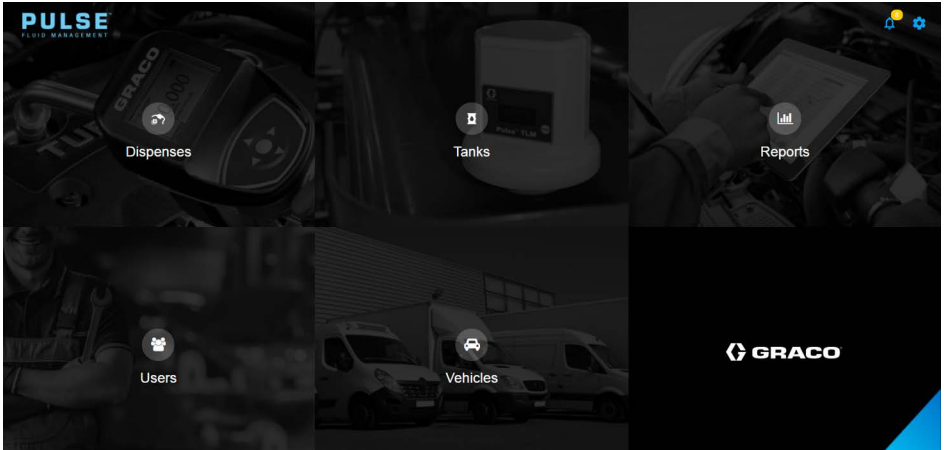 PULSE
FLUID MANAGEMENT
GRACO
Dispenses
Pulse TLM
Tanks
Reports
Users
Vehicles
GRACO